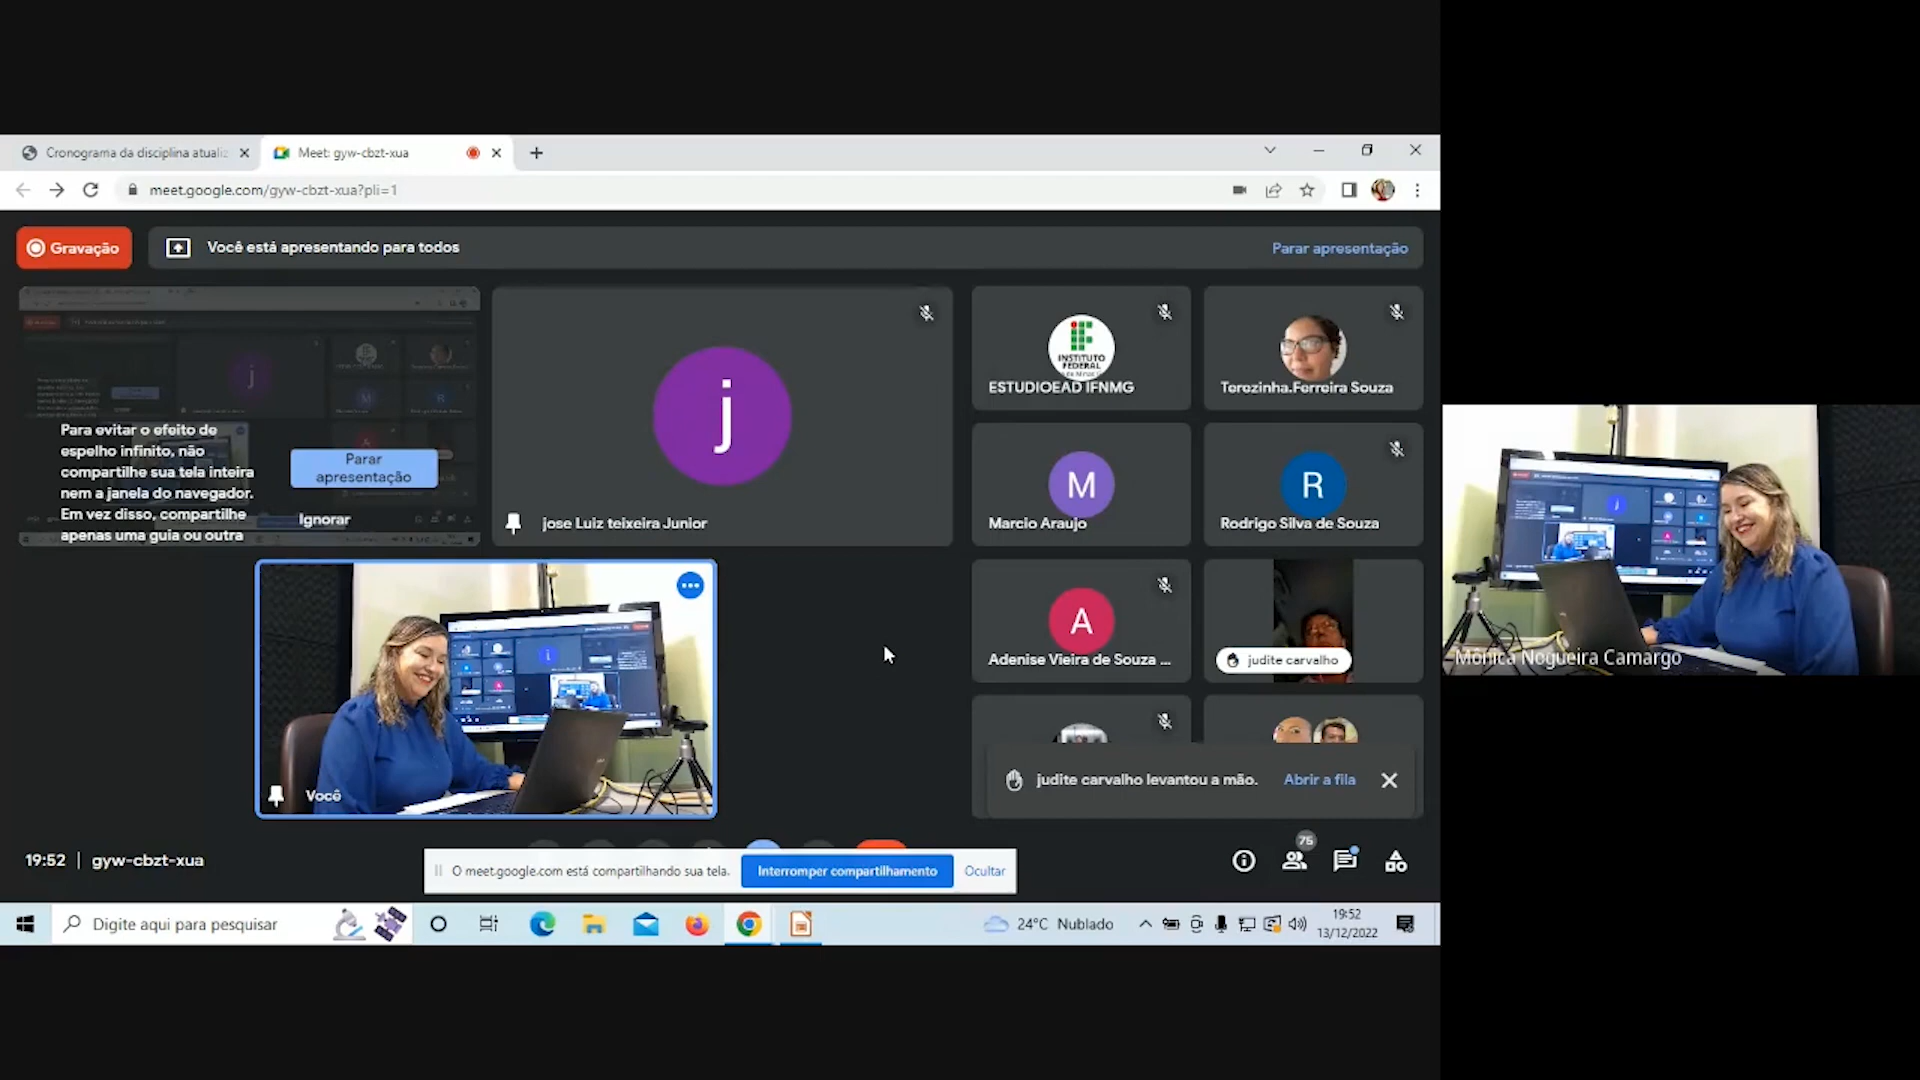 Cronograma da disciplina atualiz
Meet: gyw-cbzt-xua
meet.google.com/gyw-cbzt-xua?pli=1
Gravação
Você está apresentando para todos
Parar apresentação
Para evitar o efeito de
espelho infinito, não
compartilhe sua tela inteira
nem a janela do navegador.
Em vez disso, compartilhe
apenas uma guia ou outra
Parar
apresentação
Ignorar
j
jose Luiz teixeira Junior
INSTITUTO
FEDERAL
ESTUDIOEAD IFNMG
Terezinha.Ferreira Souza
M
Marcio Araujo
R
Rodrigo Silva de Souza
A
Adenise Vieira de Souza ...
judite carvalho
Você
judite carvalho levantou a mão.
Abrir a fila
Mônica Nogueira Camargo
19:52 | gyw-cbzt-xua
75
O meet.google.com está compartilhando sua tela.
Interromper compartilhamento
Ocultar
Digite aqui para pesquisar
24°C Nublado
19:52
13/12/2022